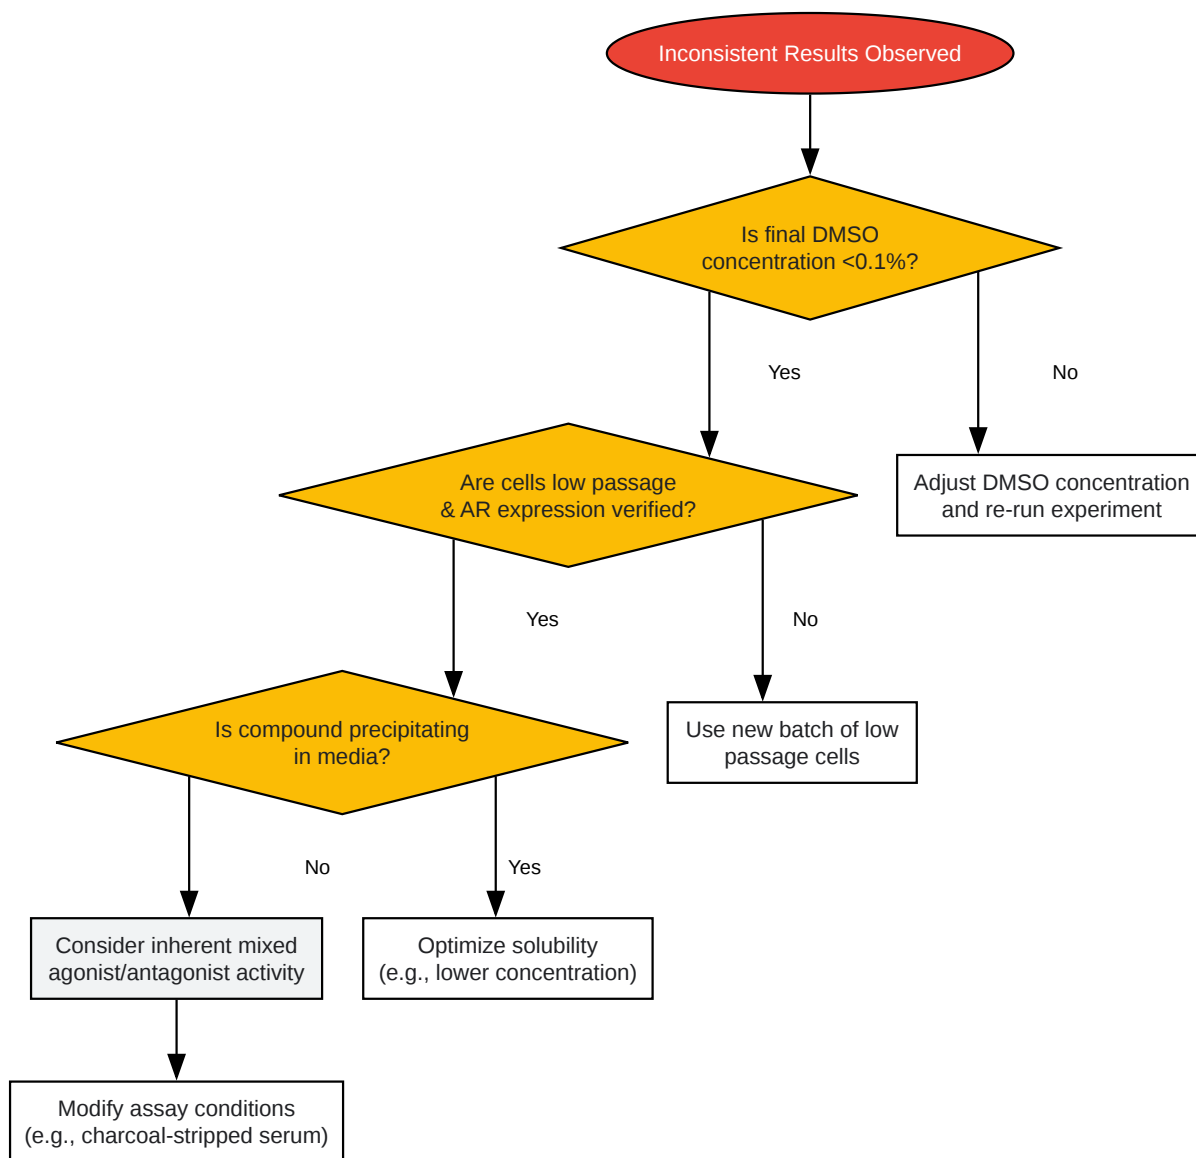 Inconsistent Results Observed
Is final DMSO
concentration <0.1%?
Yes
No
Are cells low passage
& AR expression verified?
Adjust DMSO concentration
and re-run experiment
Yes
No
Is compound precipitating
in media?
Use new batch of low
passage cells
No
Yes
Consider inherent mixed
agonist/antagonist activity
Optimize solubility
(e.g., lower concentration)
Modify assay conditions
(e.g., charcoal-stripped serum)